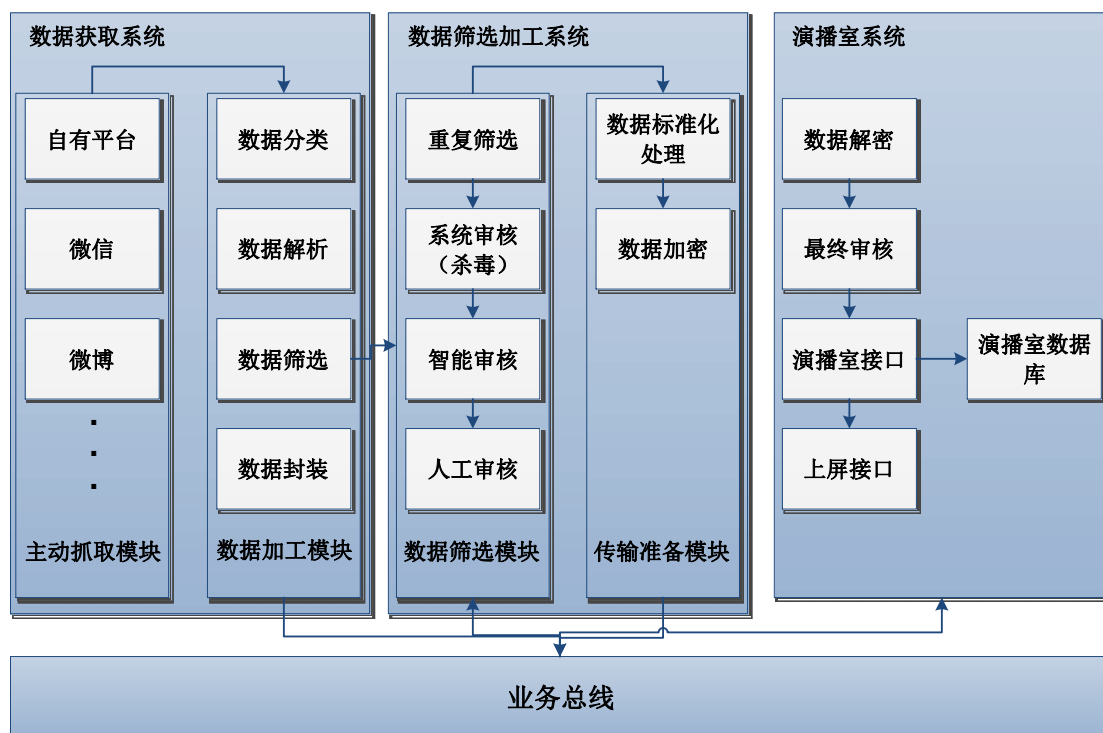 数据获取系统
自有平台
微信
微博
.
.
.
主动抓取模块
数据分类
数据解析
数据筛选
数据封装
数据加工模块
数据筛选加工系统
重复筛选
系统审核
（杀毒）
智能审核
人工审核
数据筛选模块
数据标准化
处理
数据加密
传输准备模块
演播室系统
数据解密
最终审核
演播室接口
上屏接口
演播室数据
库
业务总线